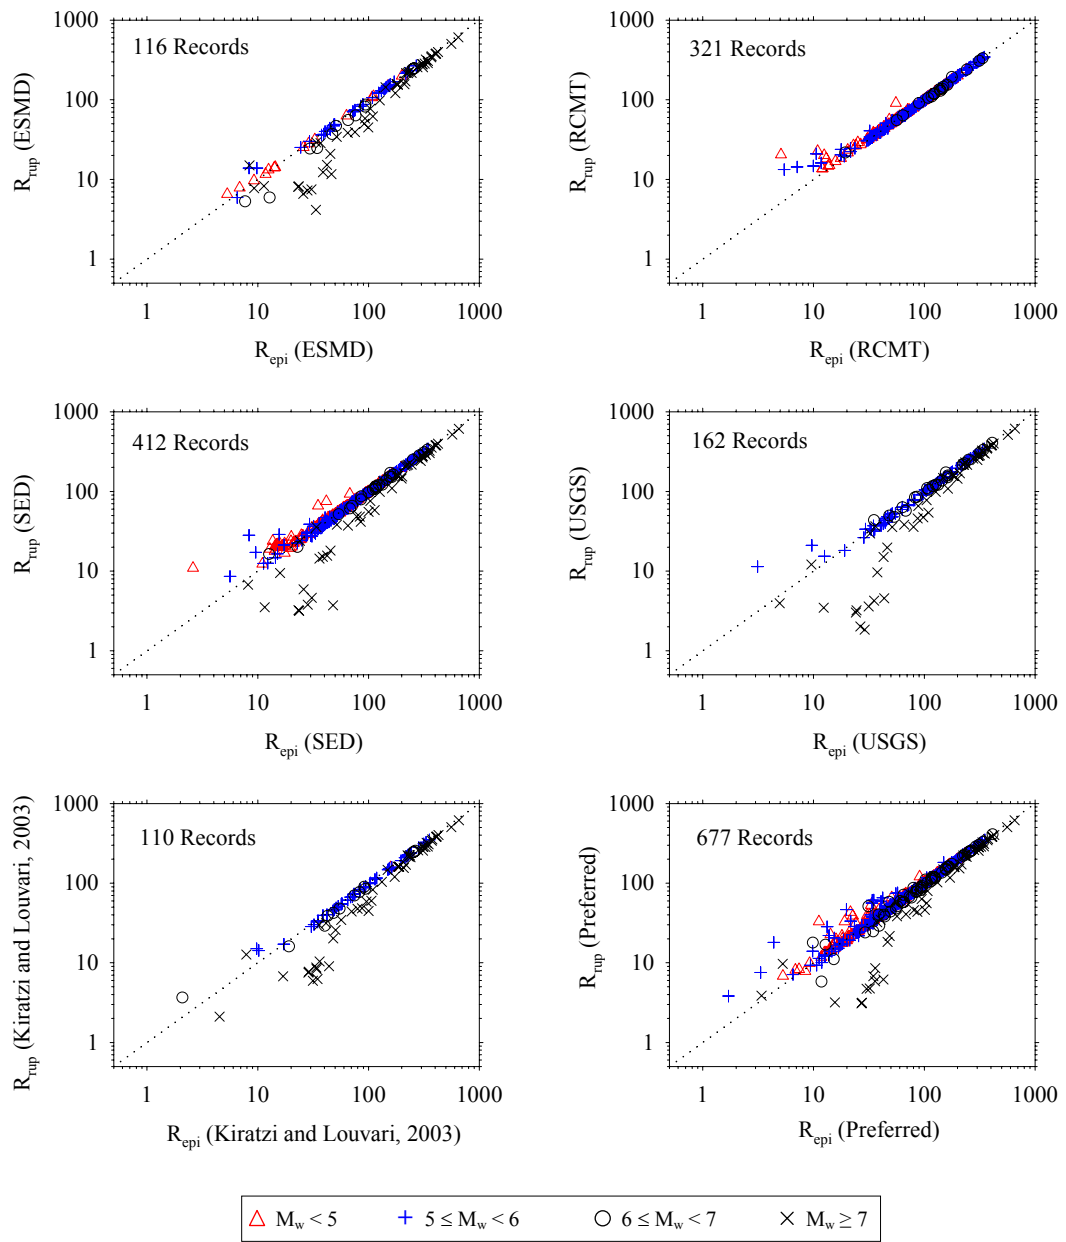 1000
100
10
1
R_rup (ESMD)
116 Records
1 10 100 1000
R_epi (ESMD)
1000
100
10
1
R_rup (RCMT)
321 Records
1 10 100 1000
R_epi (RCMT)
1000
100
10
1
R_rup (SED)
412 Records
1 10 100 1000
R_epi (SED)
1000
100
10
1
R_rup (USGS)
162 Records
1 10 100 1000
R_epi (USGS)
1000
100
10
1
R_rup (Kiratzi and Louvari, 2003)
110 Records
1 10 100 1000
R_epi (Kiratzi and Louvari, 2003)
1000
100
10
1
R_rup (Preferred)
677 Records
1 10 100 1000
R_epi (Preferred)
M_w < 5 5 ≤ M_w < 6 6 ≤ M_w < 7 M_w ≥ 7